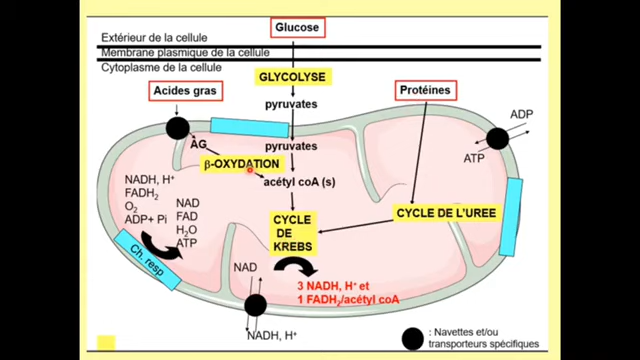 Glucose
Extérieur de la cellule
Membrane plasmique de la cellule
Cytoplasme de la cellule
GLYCOLYSE
Acides gras
Protéines
pyruvates
ADP
AG
pyruvates
ATP
β-OXYDATION
acétyl coA (s)
NADH, H⁺
FADH₂
O₂
ADP+ Pi
NAD
FAD
H₂O
ATP
CYCLE
DE
KREBS
CYCLE DE L'UREE
Ch. resp
NAD
3 NADH, H⁺ et
1 FADH₂/acétyl coA
NADH, H⁺
: Navettes et/ou
transporteurs spécifiques